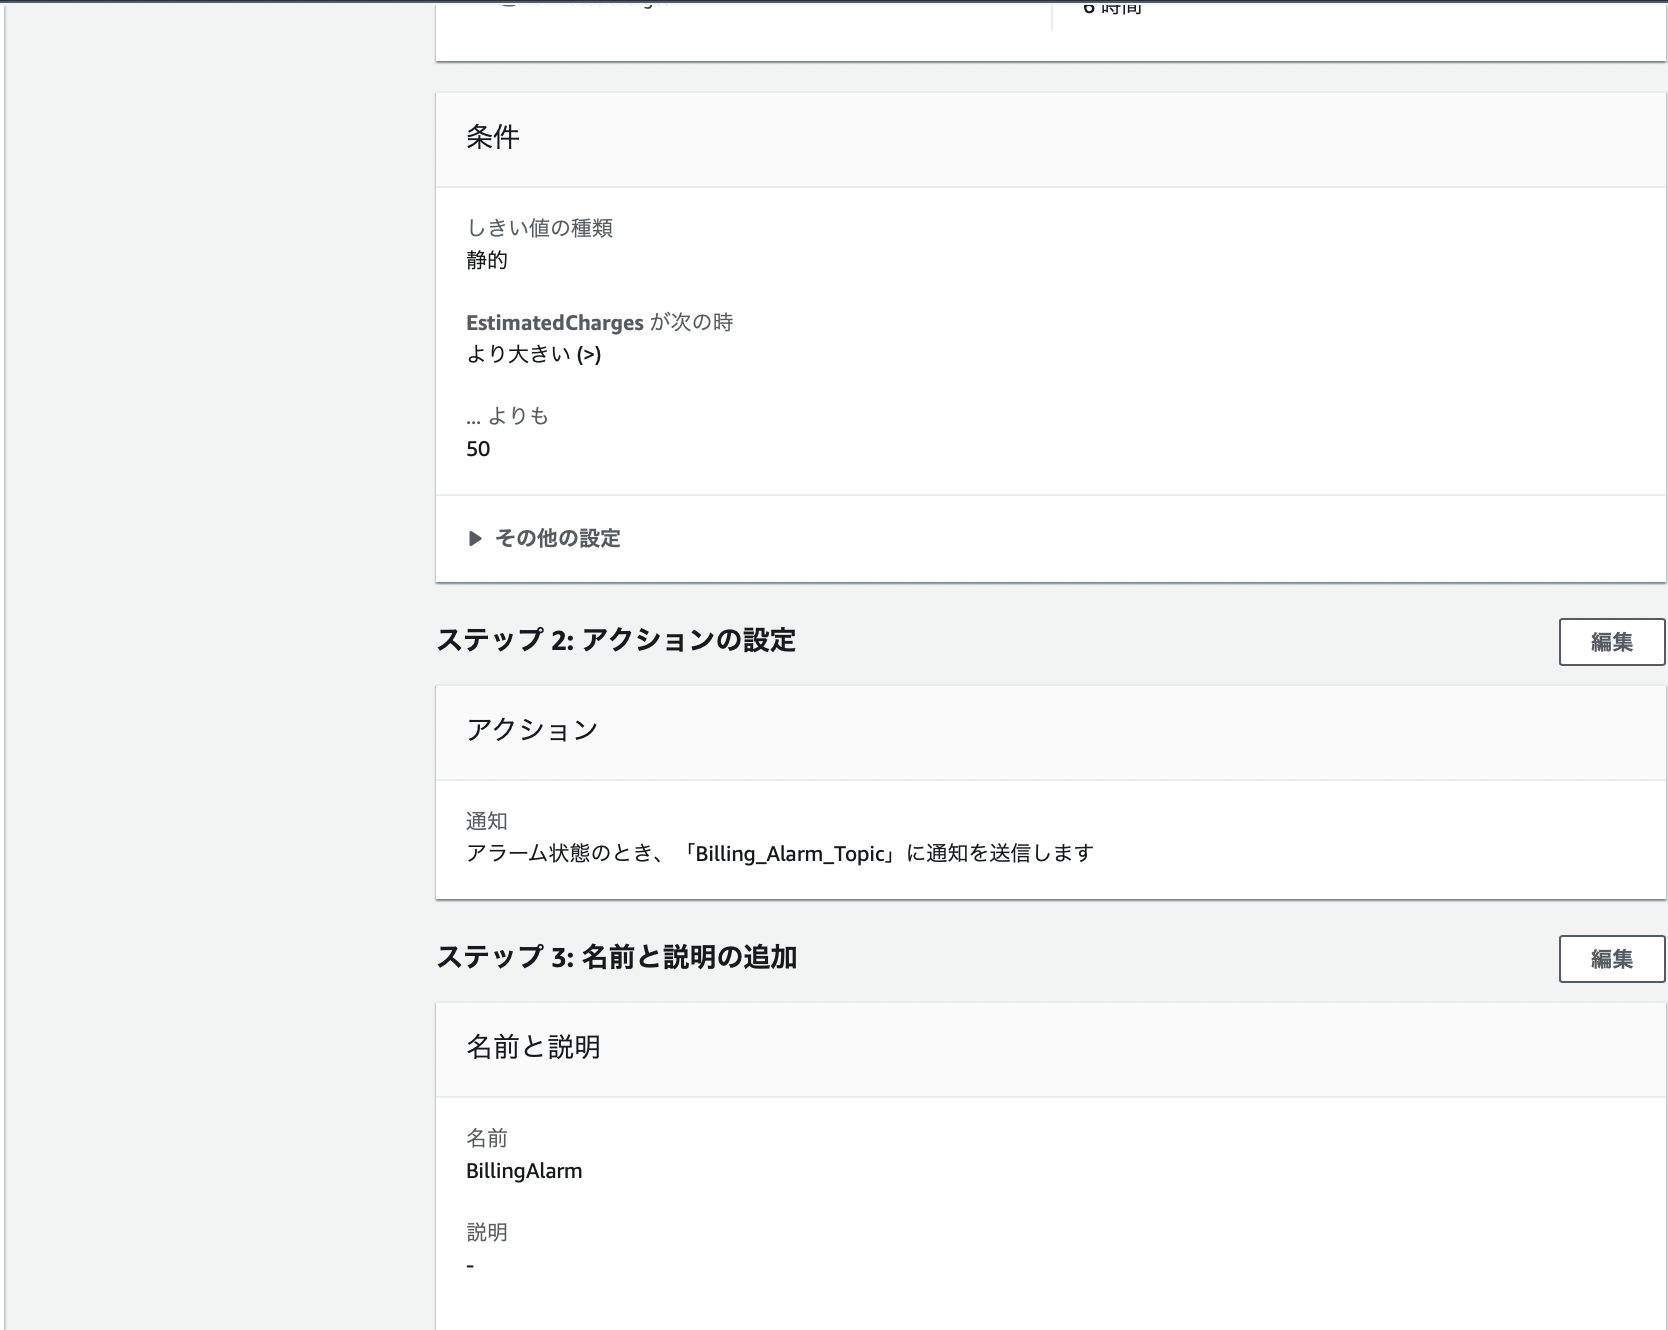 6 時間
条件
しきい値の種類
静的
EstimatedCharges が次の時
より大きい (>)
... よりも
50
その他の設定
ステップ 2: アクションの設定
編集
アクション
通知
アラーム状態のとき、「Billing_Alarm_Topic」に通知を送信します
ステップ 3: 名前と説明の追加
編集
名前と説明
名前
BillingAlarm
説明
-